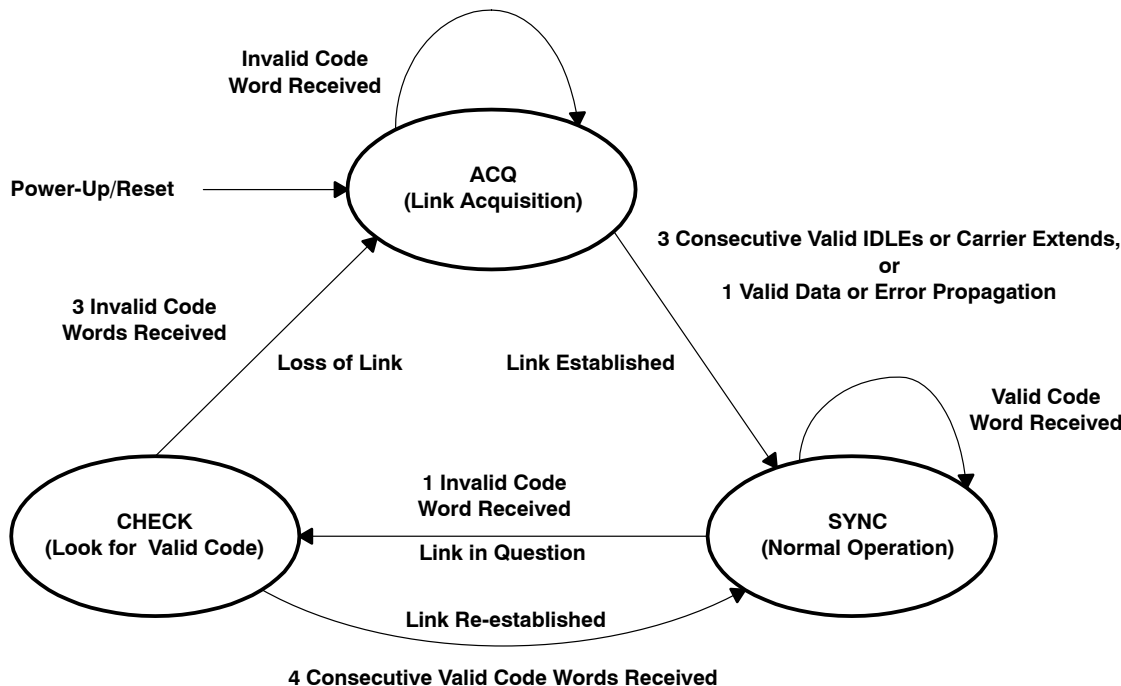 Invalid Code
Word Received
Power-Up/Reset
ACQ
(Link Acquisition)
3 Consecutive Valid IDLEs or Carrier Extends,
or
1 Valid Data or Error Propagation
3 Invalid Code
Words Received
Loss of Link
Link Established
Valid Code
Word Received
1 Invalid Code
Word Received
CHECK
(Look for Valid Code)
SYNC
(Normal Operation)
Link in Question
Link Re-established
4 Consecutive Valid Code Words Received